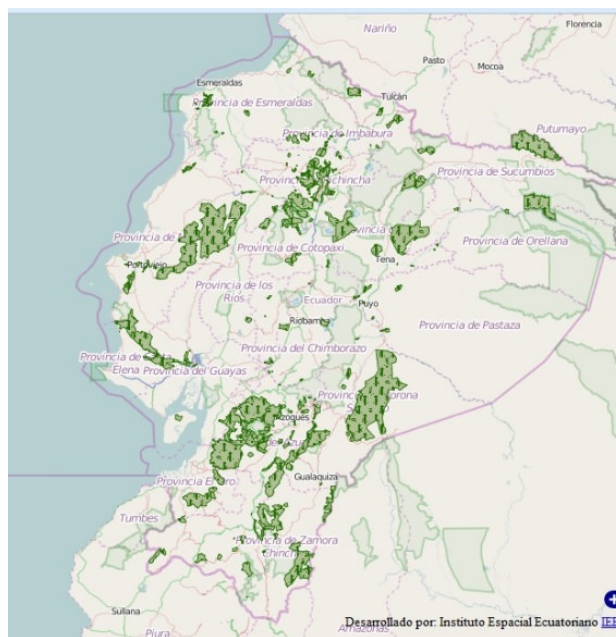 Nariño
Florencia
Pasto
Mocoa
Esmeraldas
Tulcán
Provincia de Esmeraldas
Putumayo
Provincia de Imbabura
Provincia de Sucumbíos
Provincia de
Provincia de Orellana
Provincia de Cotopaxi
Tena
Portoviejo
Provincia de los
Ríos
Ecuador
Puyo
Riobamba
Provincia de Pastaza
Provincia del Chimborazo
Provincia de
Elena
Provincia del Guayas
Gualaquiza
Tumbes
Provincia de Zamora
Sullana
Piura
Amazonas
Desarrollado por: Instituto Espacial Ecuatoriano